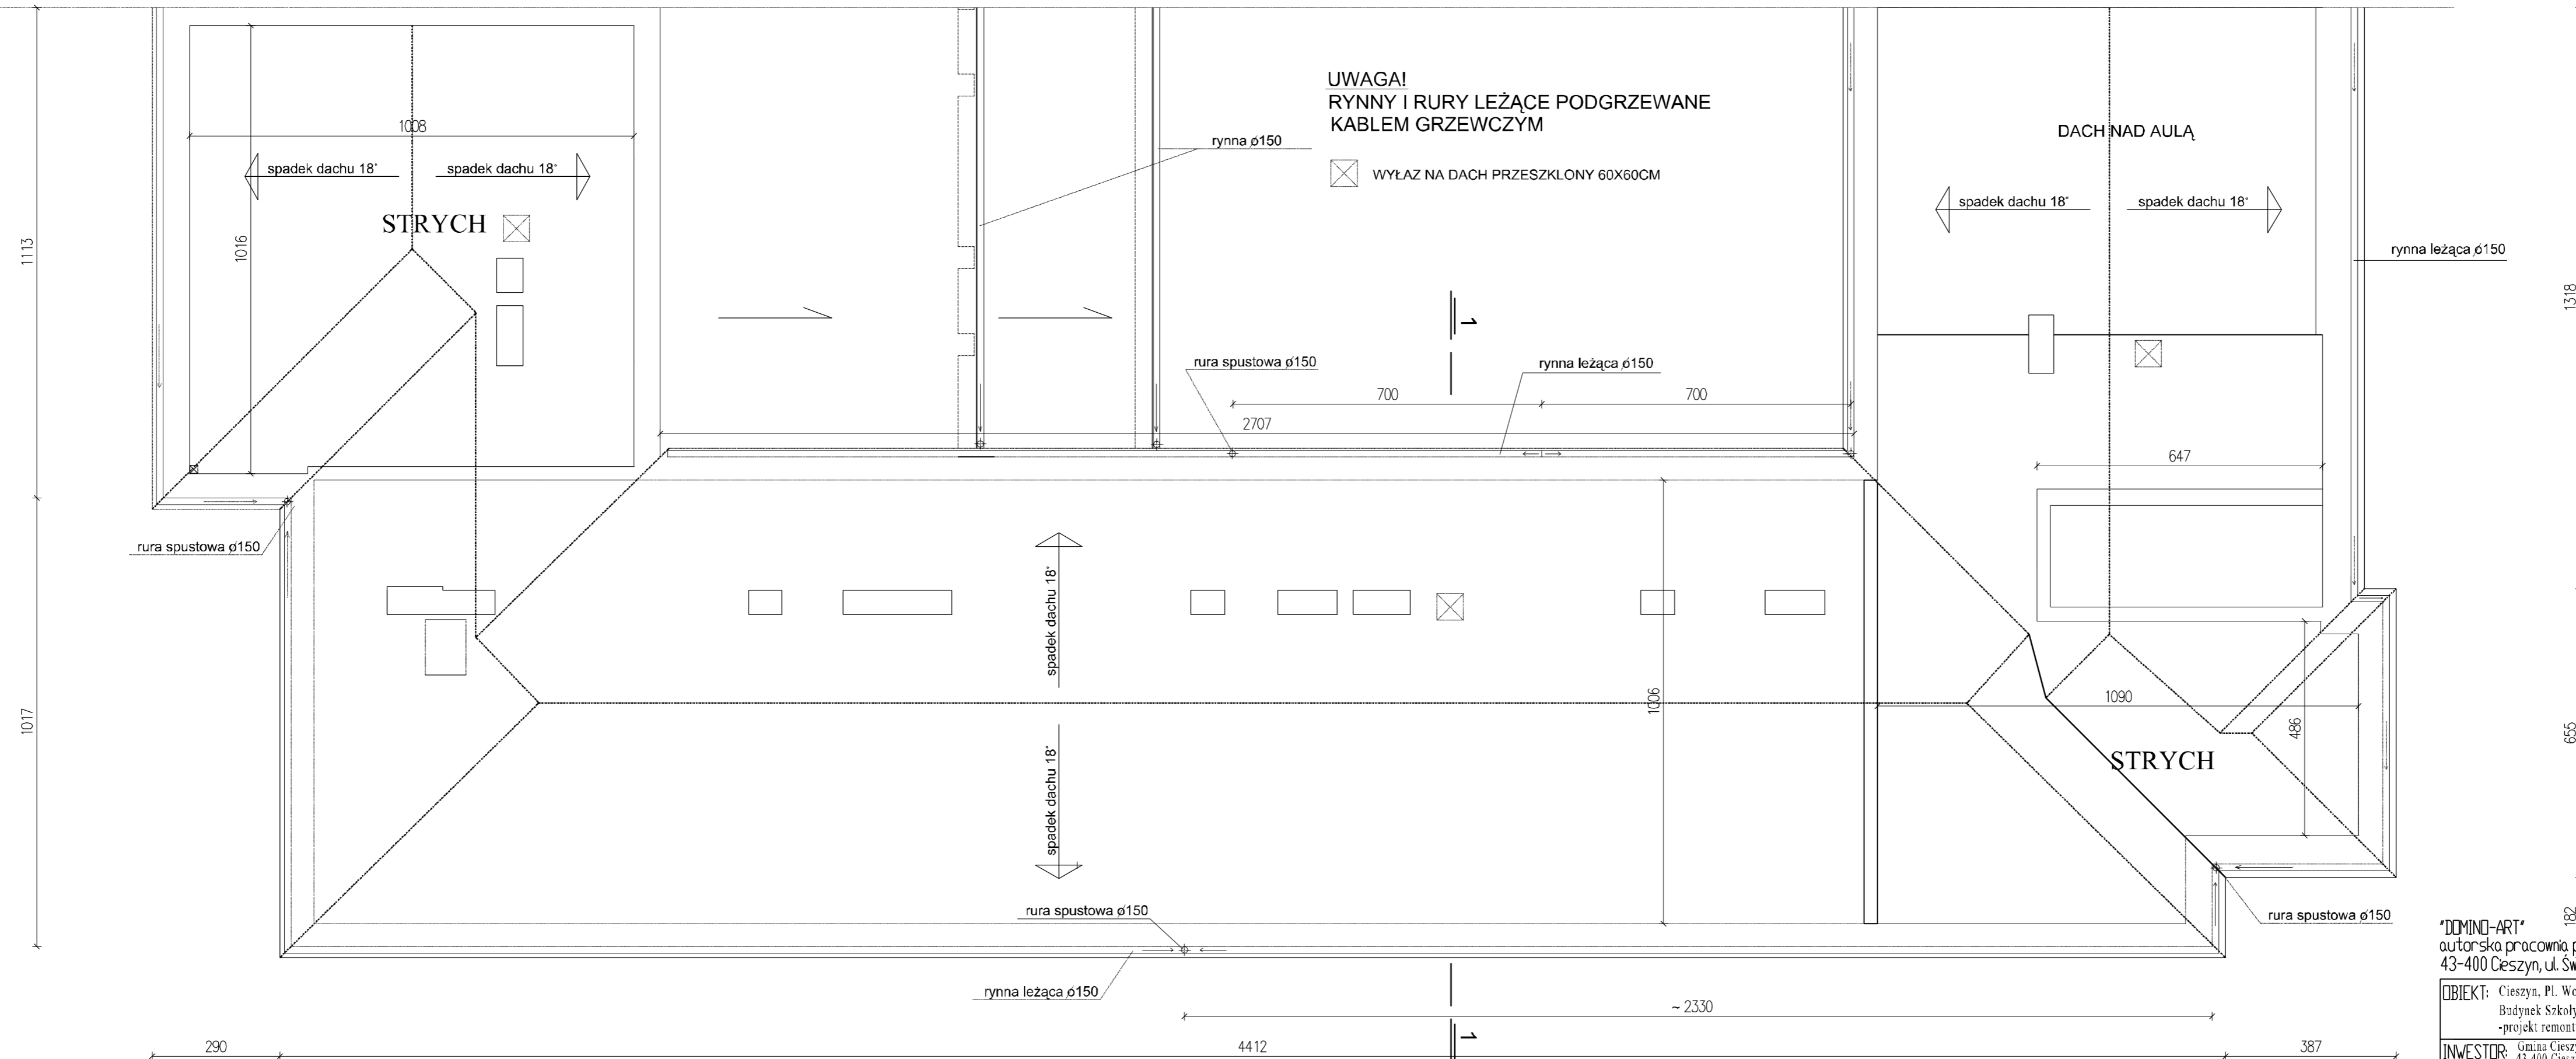 UWAGA!
RYNNY I RURY LEŻĄCE PODGRZEWANE
KABLEM GRZEWCZYM
WYŁAZ NA DACH PRZESZKLONY 60X60CM
rynna ø150
DACH NAD AULĄ
1008
spadek dachu 18°
spadek dachu 18°
STRYCH
1016
1113
spadek dachu 18°
spadek dachu 18°
rynna leżąca ø150
1318
1
rura spustowa ø150
rynna leżąca ø150
700
700
2707
647
rura spustowa ø150
spadek dachu 18°
1006
1090
486
655
1017
STRYCH
spadek dachu 18°
rura spustowa ø150
rura spustowa ø150
182
rynna leżąca ø150
~ 2330
1
290
4412
387
"DOMINO-ART"
autorska pracownia
43-400 Cieszyn, ul.
OBIEKT: Cieszyn, Pl.
Budynek Szkoły
-projekt
INWESTOR: Gmina
43-400